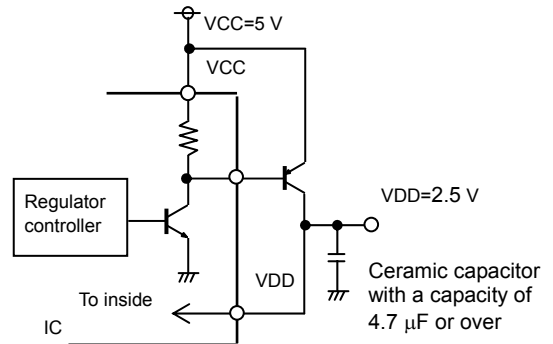 VCC=5 V
VCC
Regulator
controller
VDD=2.5 V
VDD
To inside
IC
Ceramic capacitor
with a capacity of
4.7 μF or over